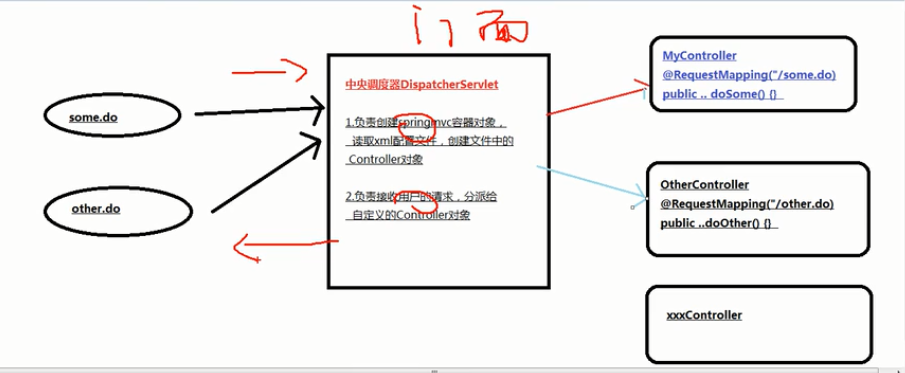 门面
some.do
other.do
中央调度器DispatcherServlet
1.负责创建springmvc容器对象，
读取xml配置文件，创建文件中的
Controller对象
2.负责接收用户的请求，分派给
自定义的Controller对象
MyController
@RequestMapping("/some.do)
public .. doSome() {}
OtherController
@RequestMapping("/other.do)
public ..doOther() {}
xxxController